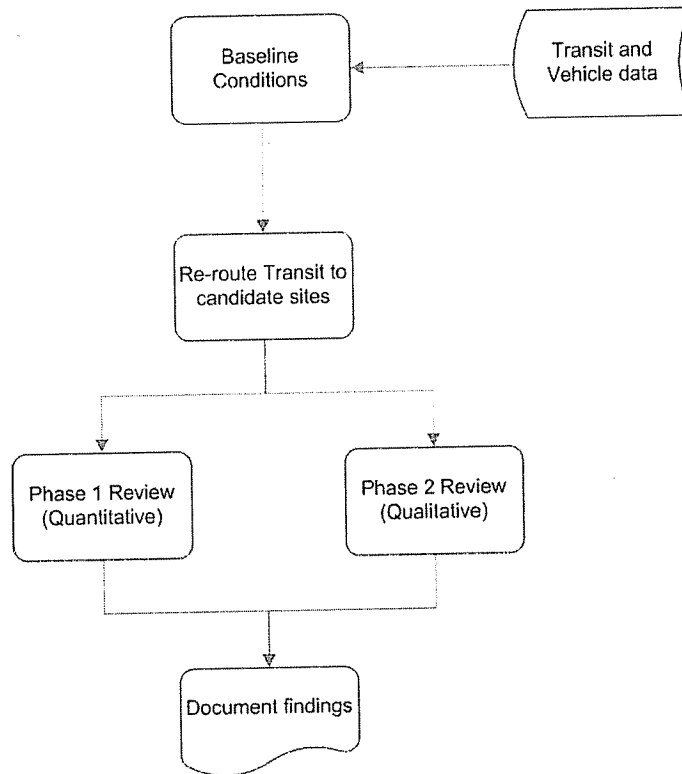 Baseline
Conditions
Transit and
Vehicle data
Re-route Transit to
candidate sites
Phase 1 Review
(Quantitative)
Phase 2 Review
(Qualitative)
Document findings